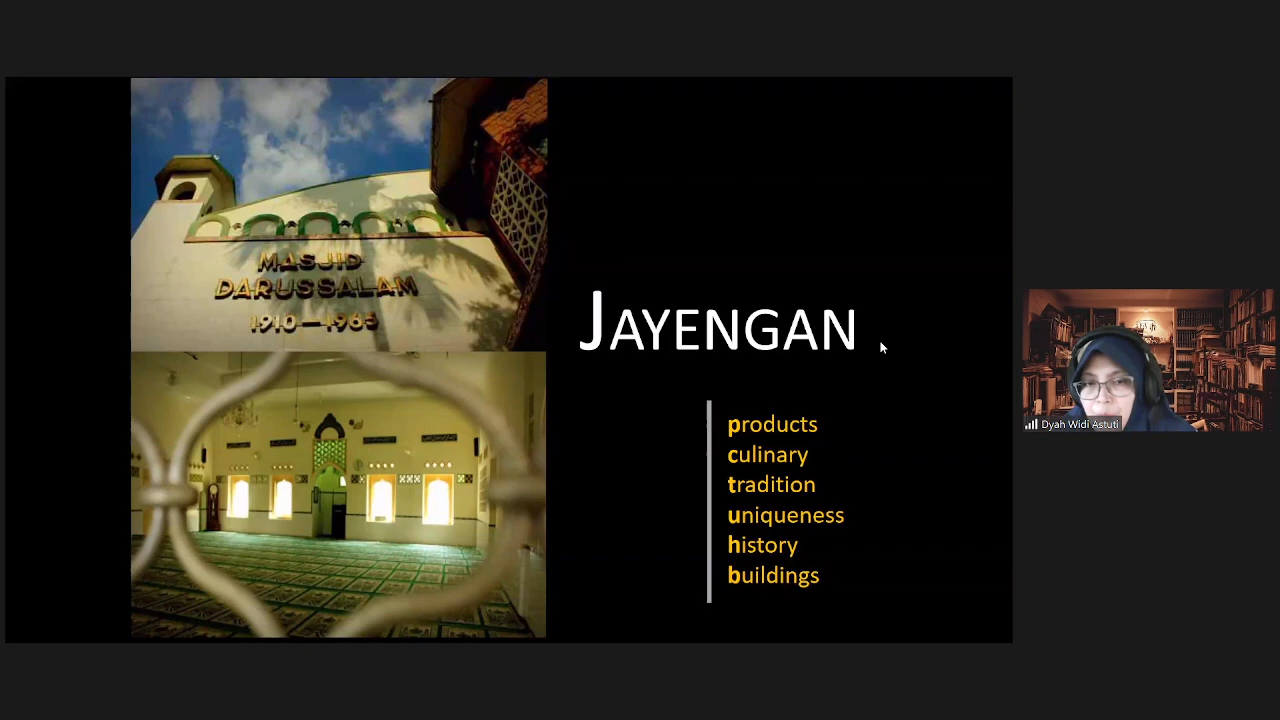 MASJID
DARUSSALAM
1910—1965
JAYENGAN
products
culinary
tradition
uniqueness
history
buildings
Dyah Widi Astuti